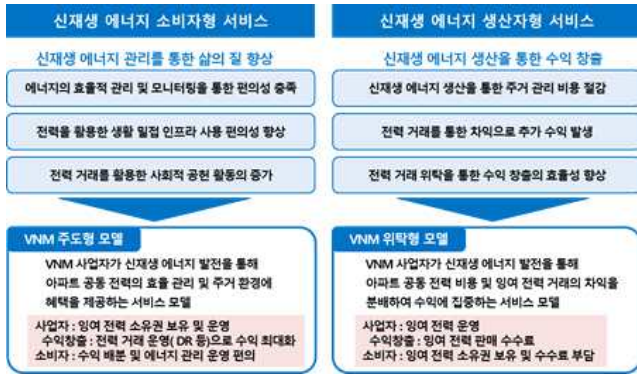 신재생 에너지 소비자형 서비스
신재생 에너지 관리를 통한 삶의 질 향상
에너지의 효율적 관리 및 모니터링을 통한 편의성 충족
전력을 활용한 생활 밀접 인프라 사용 편의성 향상
전력 거래를 활용한 사회적 공헌 활동의 증가
VNM 주도형 모델
VNM 사업자가 신재생 에너지 발전을 통해
아파트 공동 전력의 효율 관리 및 주거 환경에
혜택을 제공하는 서비스 모델
사업자 : 잉여 전력 소유권 보유 및 운영
수익창출 : 전력 거래 운영( DR 등)으로 수익 최대화
소비자 : 수익 배분 및 에너지 관리 운영 편의
신재생 에너지 생산자형 서비스
신재생 에너지 생산을 통한 수익 창출
신재생 에너지 생산을 통한 주거 관리 비용 절감
전력 거래를 통한 차익으로 추가 수익 발생
전력 거래 위탁을 통한 수익 창출의 효율성 향상
VNM 위탁형 모델
VNM 사업자가 신재생 에너지 발전을 통해
아파트 공동 전력 비용 및 잉여 전력 거래의 차익을
분배하여 수익에 집중하는 서비스 모델
사업자 : 잉여 전력 운영
수익창출 : 잉여 전력 판매 수수료
소비자 : 잉여 전력 소유권 보유 및 수수료 부담